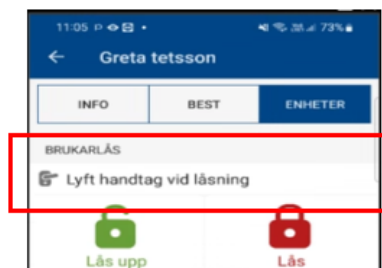 11:05
73%
Greta tetsson
INFO BEST ENHETER
BRUKARLÅS
Lyft handtag vid låsning
Lås upp Lås